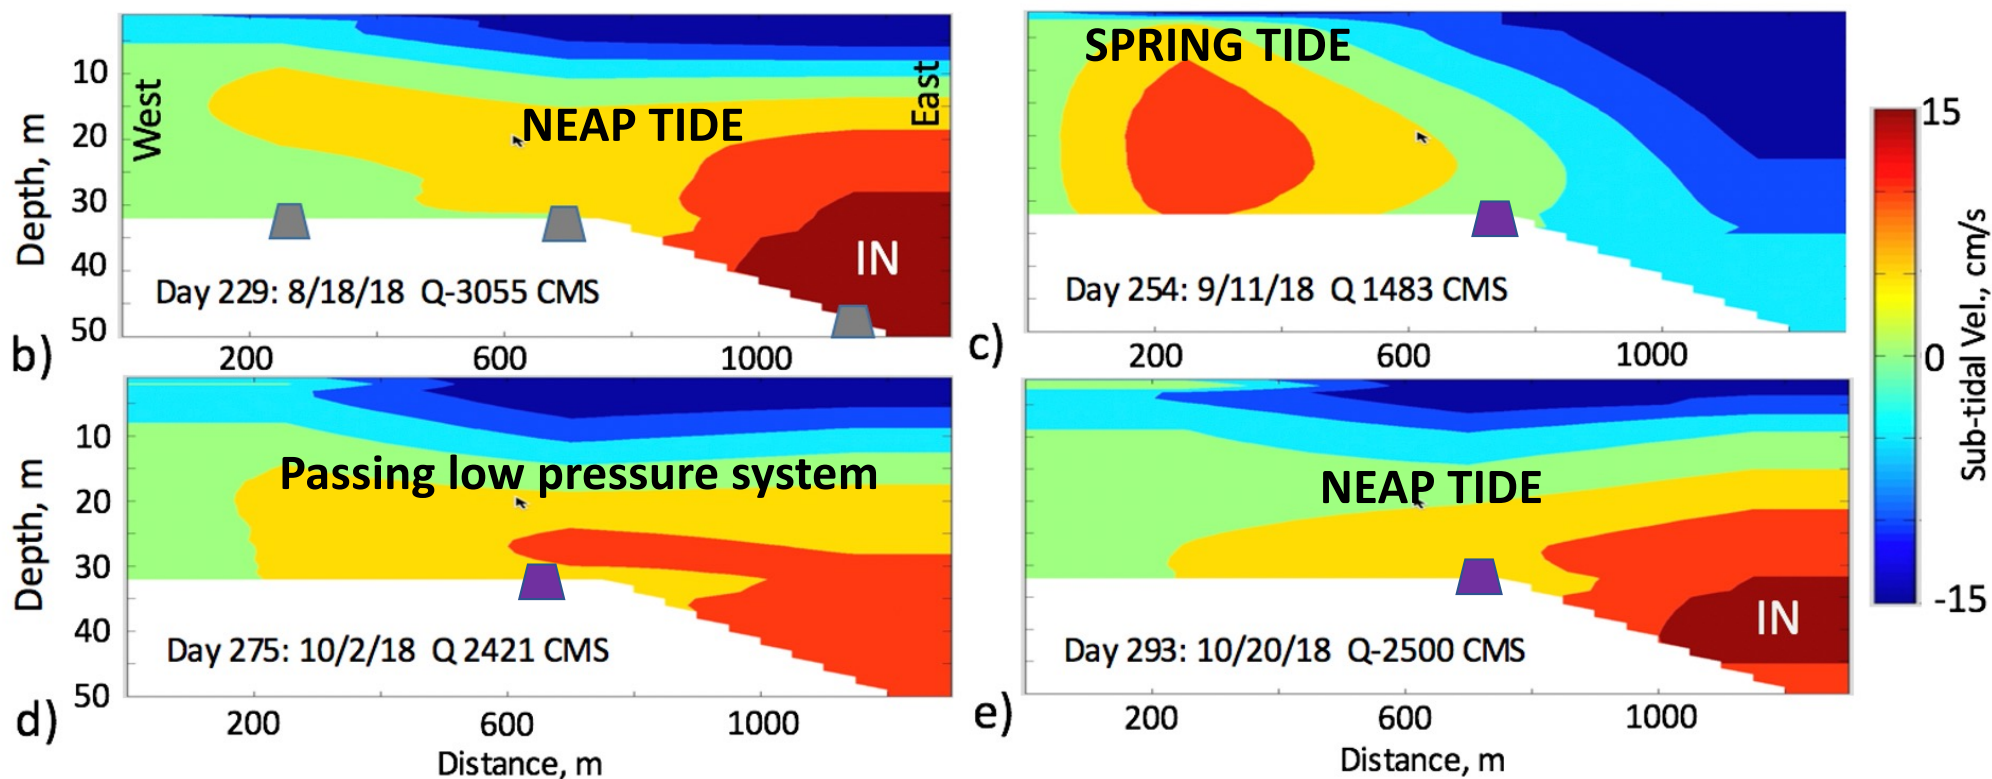 10
20
30
40
50
Depth, m
West
East
NEAP TIDE
IN
Day 229: 8/18/18 Q-3055 CMS
b)
200
600
1000
SPRING TIDE
Day 254: 9/11/18 Q 1483 CMS
c)
200
600
1000
15
0
-15
Sub-tidal Vel., cm/s
10
20
30
40
50
Depth, m
Passing low pressure system
Day 275: 10/2/18 Q 2421 CMS
d)
200
600
1000
Distance, m
NEAP TIDE
IN
Day 293: 10/20/18 Q-2500 CMS
e)
200
600
1000
Distance, m